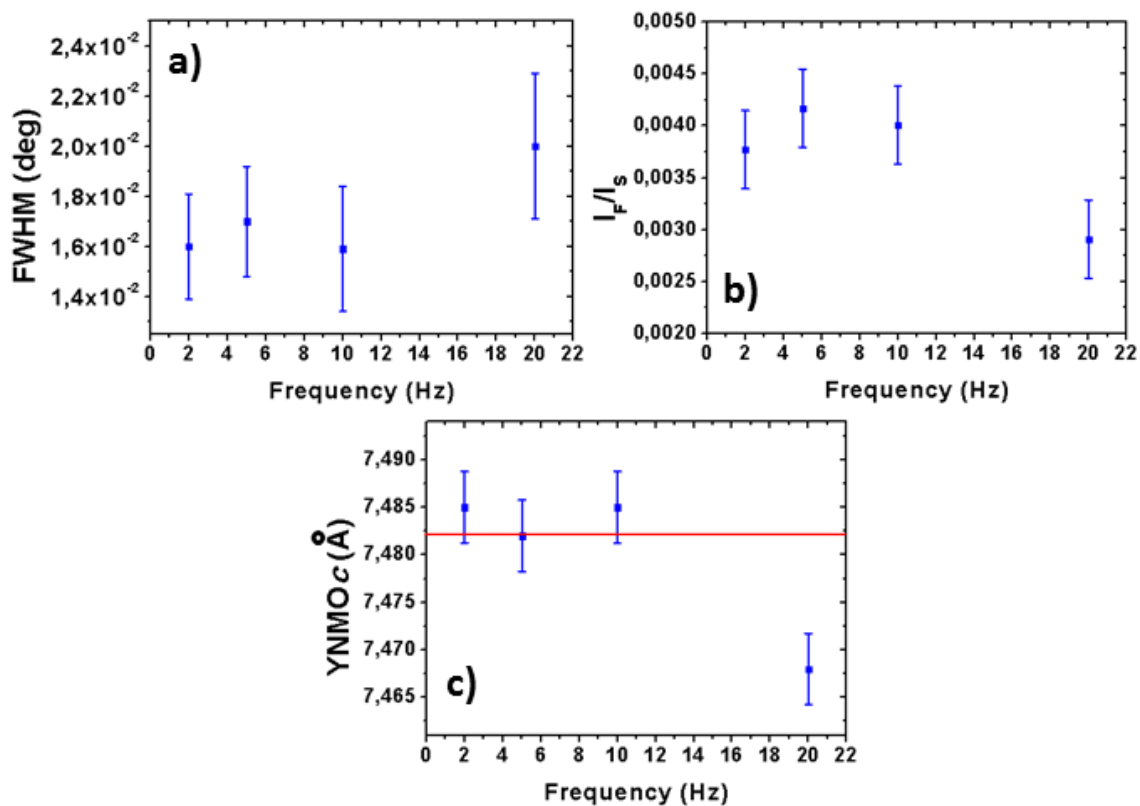 a)
FWHM (deg)
2,4x10⁻²
2,2x10⁻²
2,0x10⁻²
1,8x10⁻²
1,6x10⁻²
1,4x10⁻²
0 2 4 6 8 10 12 14 16 18 20 22
Frequency (Hz)
b)
I_F/I_S
0,0050
0,0045
0,0040
0,0035
0,0030
0,0025
0,0020
0 2 4 6 8 10 12 14 16 18 20 22
Frequency (Hz)
c)
YNMO c (Å)
7,490
7,485
7,480
7,475
7,470
7,465
0 2 4 6 8 10 12 14 16 18 20 22
Frequency (Hz)